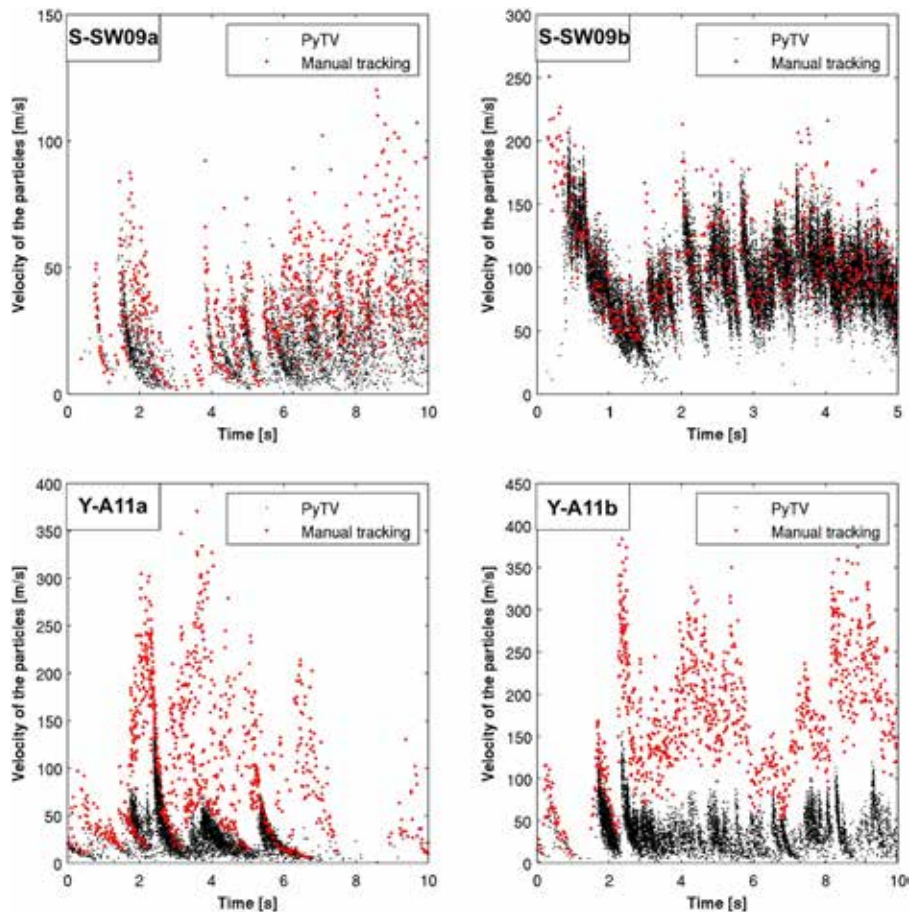 S-SW09a
PyTV
Manual tracking
150
100
50
0
Velocity of the particles [m/s]
0 2 4 6 8 10
Time [s]
S-SW09b
PyTV
Manual tracking
300
250
200
150
100
50
0
Velocity of the particles [m/s]
0 1 2 3 4 5
Time [s]
Y-A11a
PyTV
Manual tracking
400
350
300
250
200
150
100
50
0
Velocity of the particles [m/s]
0 2 4 6 8 10
Time [s]
Y-A11b
PyTV
Manual tracking
450
400
350
300
250
200
150
100
50
0
Velocity of the particles [m/s]
0 2 4 6 8 10
Time [s]